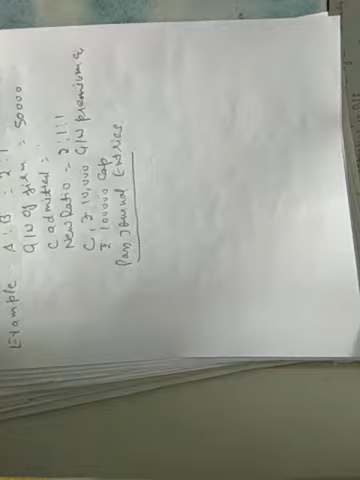 Example A : B :: 2 : 1
G/W of firm = 50000
C admitted = .
New Ratio = 2:1:1
C, ₹ 10,000 G/W premium &
₹ 100000 Cap
Pass Journal Entries